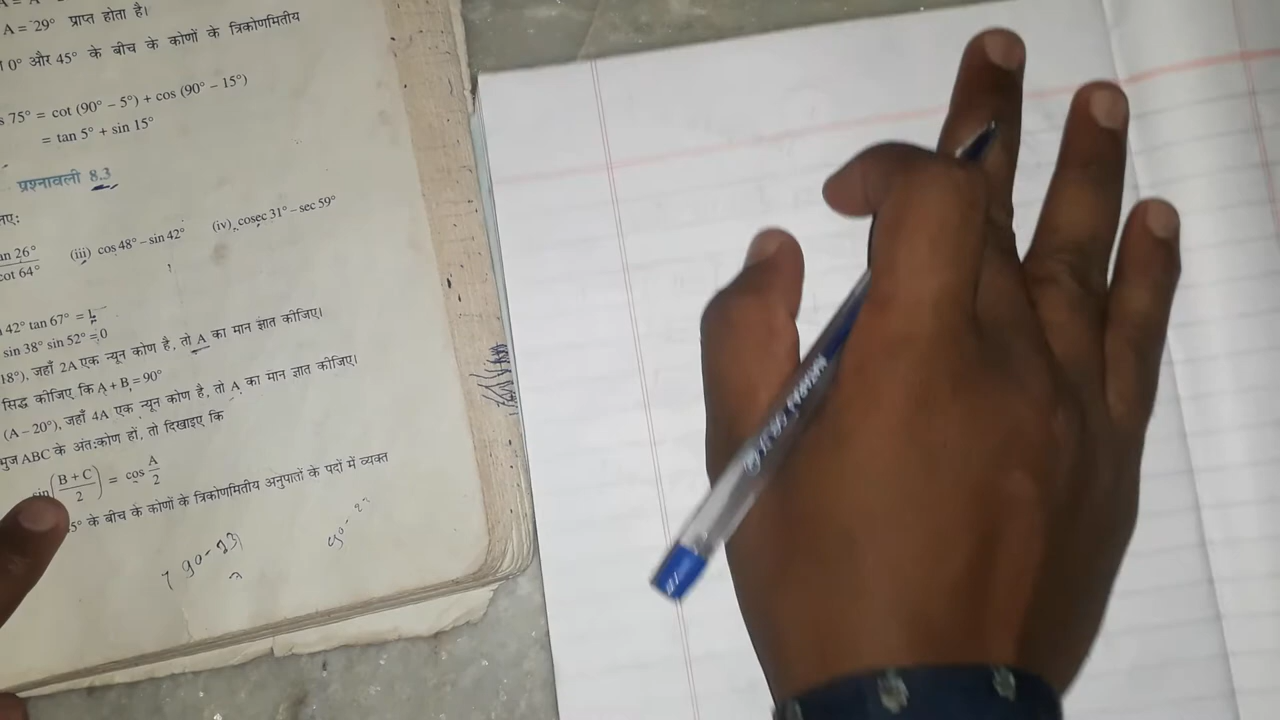 A = 29° प्राप्त होता है।
0° और 45° के बीच के कोणों के त्रिकोणमितीय
75° = cot (90° – 5°) + cos (90° – 15°)
= tan 5° + sin 15°
प्रश्नावली 8.3
an 26°
cot 64°
(iii) cos 48° – sin 42°
(iv) cosec 31° – sec 59°
42° tan 67° = 1
sin 38° sin 52° = 0
18°), जहाँ 2A एक न्यून कोण है, तो A का मान ज्ञात कीजिए।
सिद्ध कीजिए कि A + B = 90°
(A – 20°), जहाँ 4A एक न्यून कोण है, तो A का मान ज्ञात कीजिए।
भुज ABC के अंत:कोण हों, तो दिखाइए कि
sin(B + C / 2) = cos A / 2
5° के बीच के कोणों के त्रिकोणमितीय अनुपातों के पदों में व्यक्त
90-23